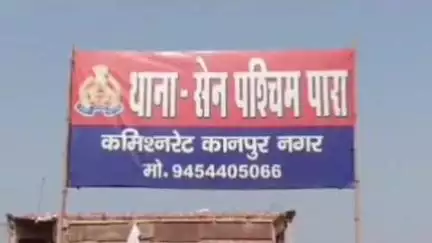 थाना - सेन पश्चिम पारा
कमिश्नरेट कानपुर नगर
मो. 9454405066